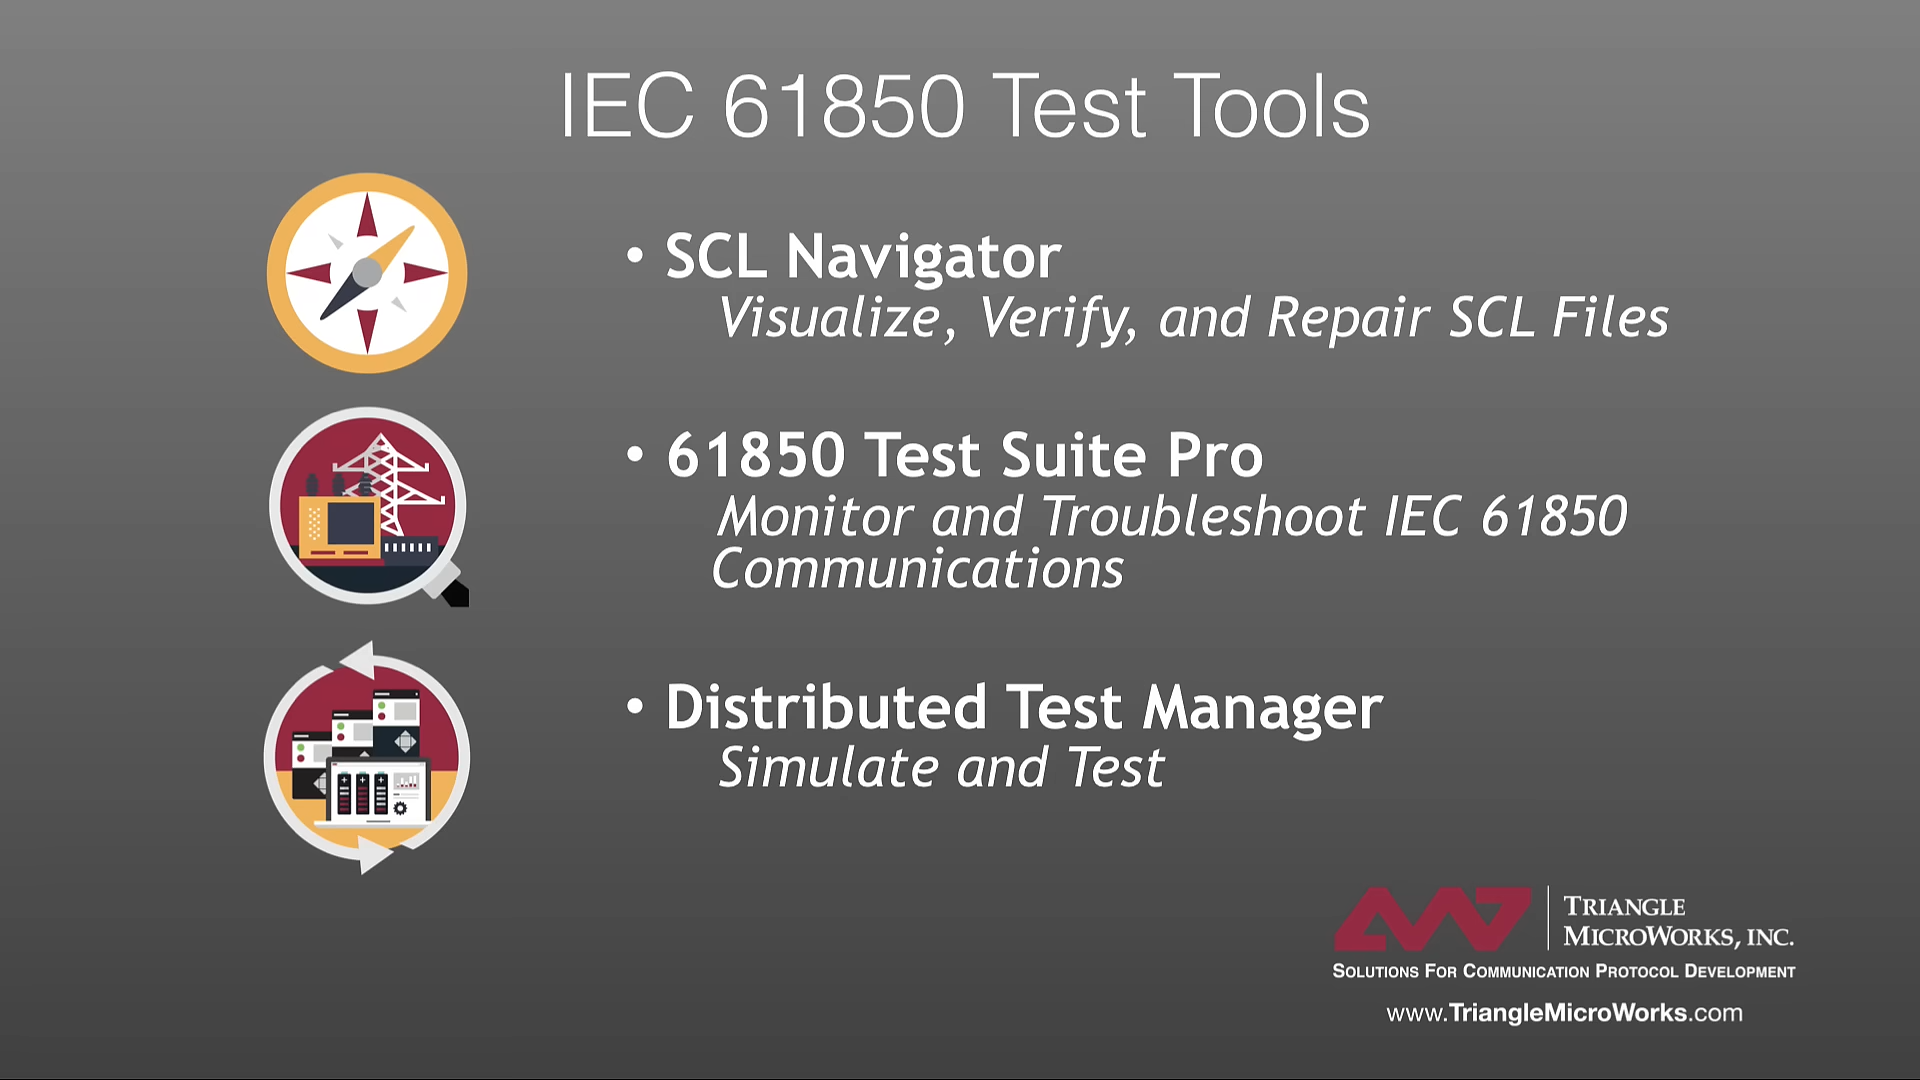 IEC 61850 Test Tools
• SCL Navigator
Visualize, Verify, and Repair SCL Files
• 61850 Test Suite Pro
Monitor and Troubleshoot IEC 61850
Communications
• Distributed Test Manager
Simulate and Test
TRIANGLE
MICROWORKS, INC.
SOLUTIONS FOR COMMUNICATION PROTOCOL DEVELOPMENT
www.TriangleMicroWorks.com